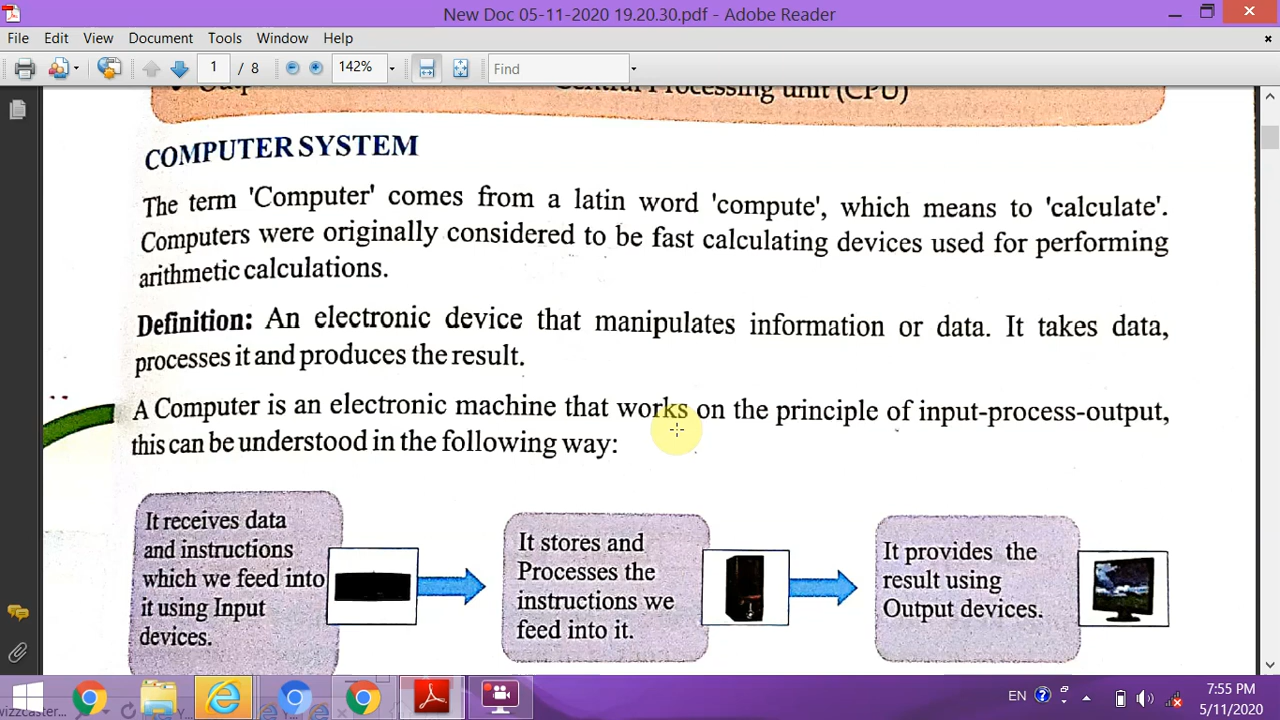 New Doc 05-11-2020 19.20.30.pdf - Adobe Reader
File Edit View Document Tools Window Help
1 / 8 142% Find
Central Processing unit (CPU)
COMPUTER SYSTEM
The term 'Computer' comes from a latin word 'compute', which means to 'calculate'.
Computers were originally considered to be fast calculating devices used for performing
arithmetic calculations.
Definition: An electronic device that manipulates information or data. It takes data,
processes it and produces the result.
A Computer is an electronic machine that works on the principle of input-process-output,
this can be understood in the following way:
It receives data
and instructions
which we feed into
it using Input
devices.
It stores and
Processes the
instructions we
feed into it.
It provides the
result using
Output devices.
EN
7:55 PM
5/11/2020
wizzcaster...